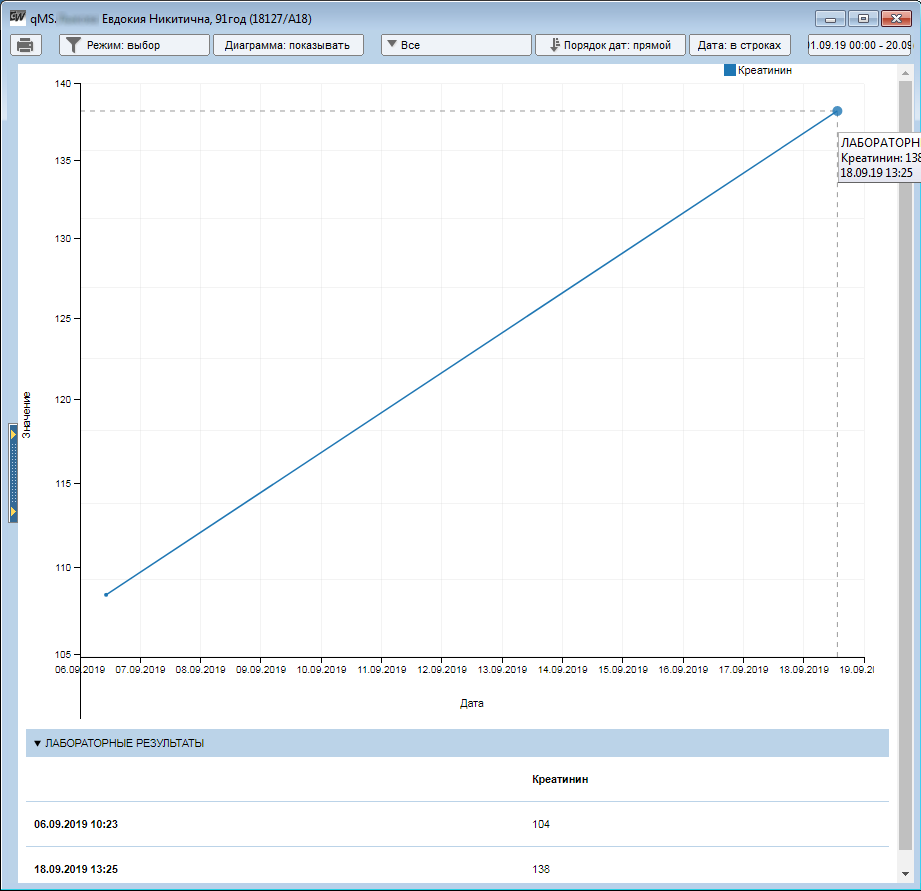 qMS. Евдокия Никитична, 91год (18127/A18)
Режим: выбор
Диаграмма: показывать
Все
Порядок дат: прямой
Дата: в строках
01.09.19 00:00 - 20.09
Креатинин
ЛАБОРАТОРН
Креатинин: 138
18.09.19 13:25
Значение
140
135
130
125
120
115
110
105
06.09.2019 07.09.2019 08.09.2019 09.09.2019 10.09.2019 11.09.2019 12.09.2019 13.09.2019 14.09.2019 15.09.2019 16.09.2019 17.09.2019 18.09.2019 19.09.2
Дата
ЛАБОРАТОРНЫЕ РЕЗУЛЬТАТЫ
Креатинин
06.09.2019 10:23 104
18.09.2019 13:25 138